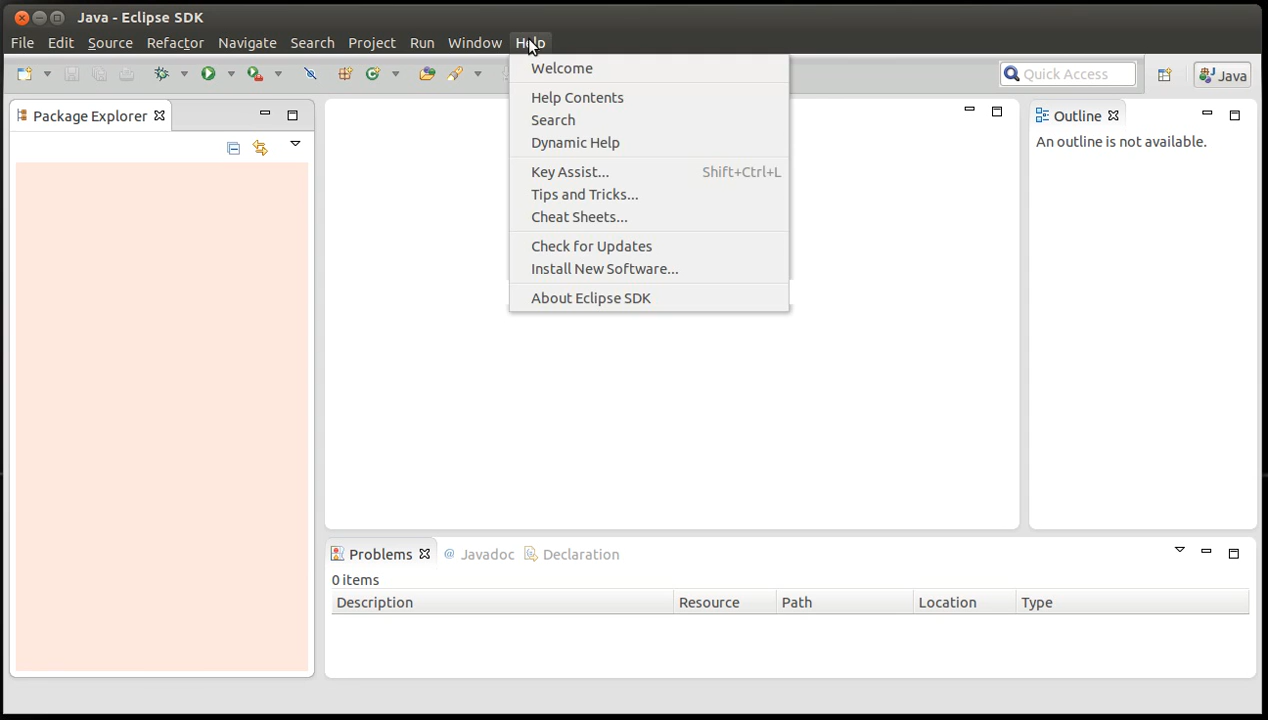 Java - Eclipse SDK
File Edit Source Refactor Navigate Search Project Run Window Help
Quick Access Java
Welcome
Help Contents
Search
Dynamic Help
Key Assist... Shift+Ctrl+L
Tips and Tricks...
Cheat Sheets...
Check for Updates
Install New Software...
About Eclipse SDK
Package Explorer
Outline
An outline is not available.
Problems @ Javadoc Declaration
0 items
Description Resource Path Location Type